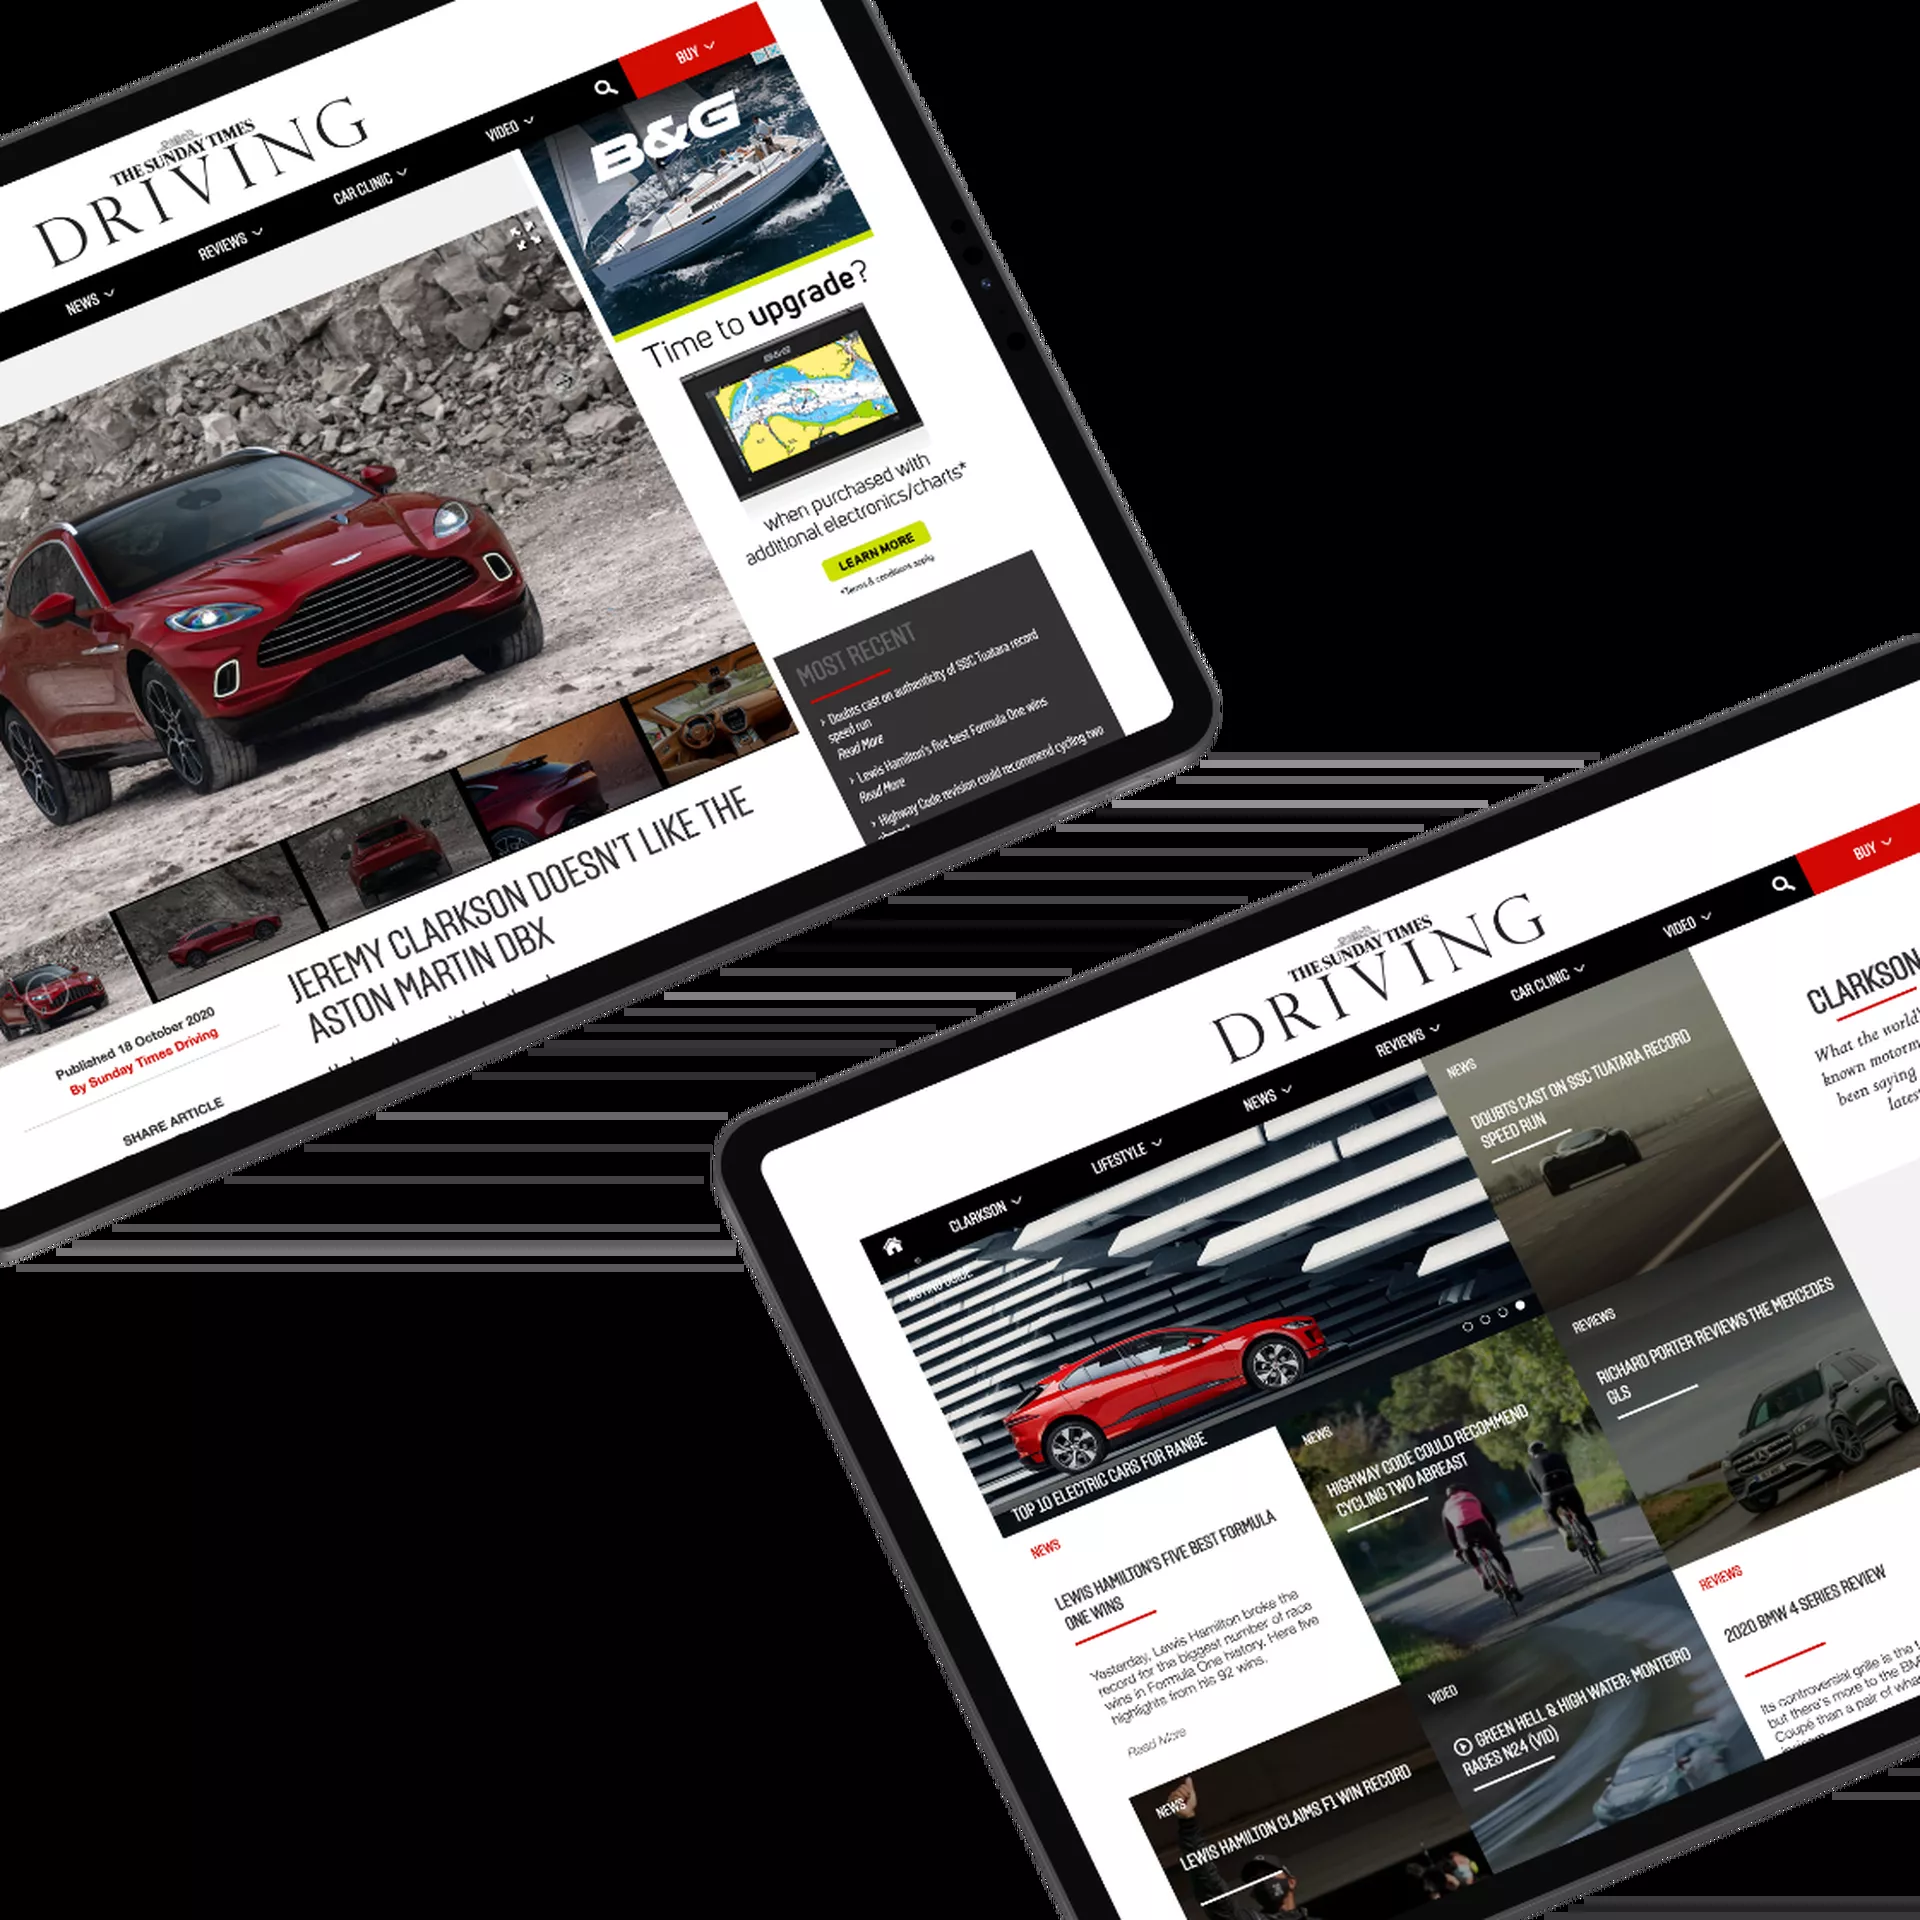 BUY
THE SUNDAY TIMES
DRIVING
NEWS
REVIEWS
CAR CLINIC
VIDEO
B&G
Time to upgrade?
B&G
when purchased with
additional electronics/charts*
LEARN MORE
*Terms & conditions apply
MOST RECENT
› Doubts cast on authenticity of SSC Tuatara record
speed run
Read More
› Lewis Hamilton's five best Formula One wins
Read More
› Highway Code revision could recommend cycling two
JEREMY CLARKSON DOESN'T LIKE THE
ASTON MARTIN DBX
Published 18 October 2020
By Sunday Times Driving
SHARE ARTICLE
BUY
THE SUNDAY TIMES
DRIVING
CLARKSON
LIFESTYLE
NEWS
REVIEWS
CAR CLINIC
VIDEO
BUYING GUIDE
TOP 10 ELECTRIC CARS FOR RANGE
NEWS
DOUBTS CAST ON SSC TUATARA RECORD
SPEED RUN
CLARKSON
What the world'
known motorm
been saying
lates
REVIEWS
RICHARD PORTER REVIEWS THE MERCEDES
GLS
NEWS
HIGHWAY CODE COULD RECOMMEND
CYCLING TWO ABREAST
NEWS
LEWIS HAMILTON'S FIVE BEST FORMULA
ONE WINS
Yesterday, Lewis Hamilton broke the
record for the biggest number of race
wins in Formula One history. Here five
highlights from his 92 wins.
Read More
REVIEWS
2020 BMW 4 SERIES REVIEW
Its controversial grille is the
but there's more to the BM
Coupé than a pair of
VIDEO
GREEN HELL & HIGH WATER: MONTEIRO
RACES N24 (VID)
NEWS
LEWIS HAMILTON CLAIMS F1 WIN RECORD